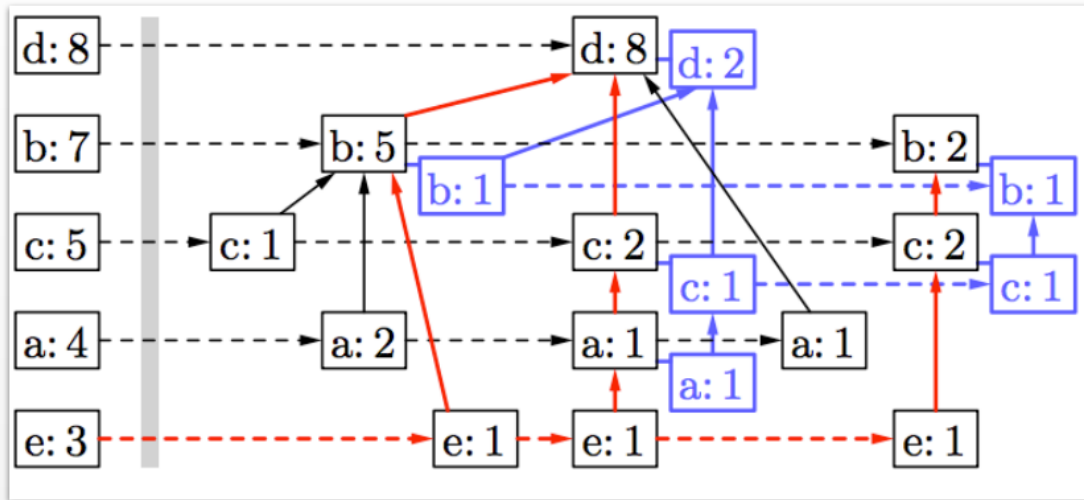 d: 8 d: 8 d: 2
b: 7 b: 5 b: 1 b: 2 b: 1
c: 5 c: 1 c: 2 c: 1 c: 2 c: 1
a: 4 a: 2 a: 1 a: 1 a: 1
e: 3 e: 1 e: 1 e: 1